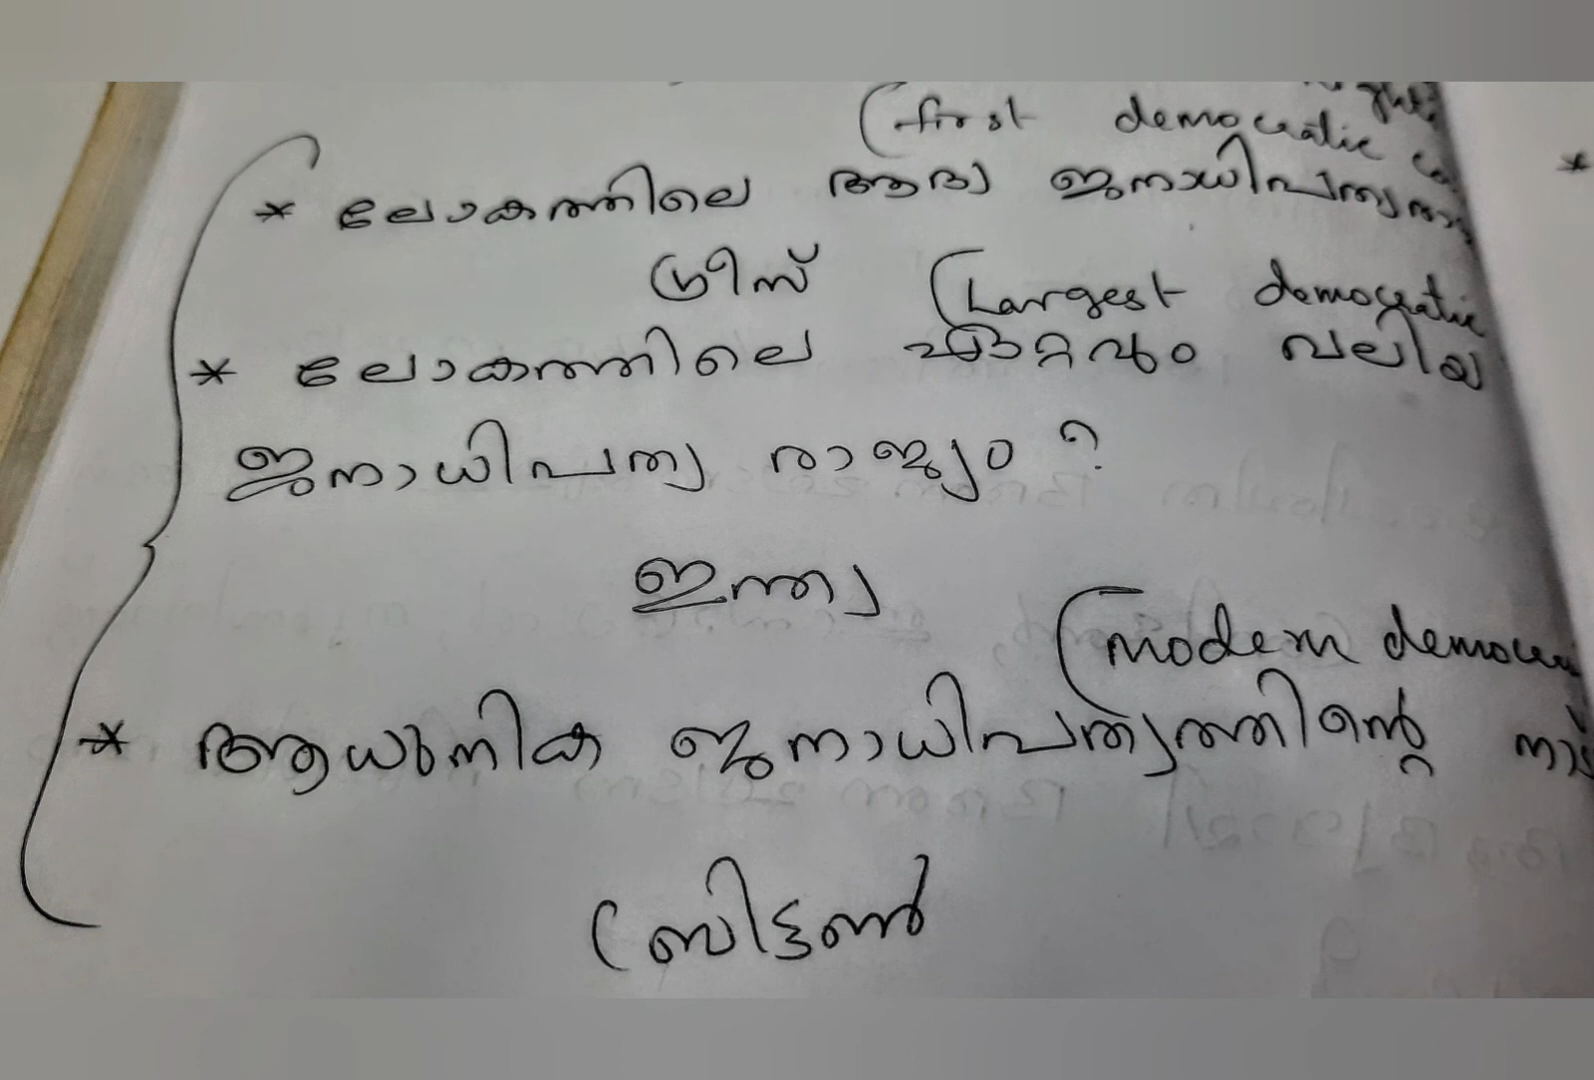 (first democratic
* ലോകത്തിലെ ആദ്യ ജനാധിപത്യ
ഗ്രീസ്
(Largest democratic
* ലോകത്തിലെ ഏറ്റവും വലിയ
ജനാധിപത്യ രാജ്യം ?
ഇന്ത്യ
(modern
* ആധുനിക ജനാധിപത്യത്തിന്റെ
ബ്രിട്ടൺ